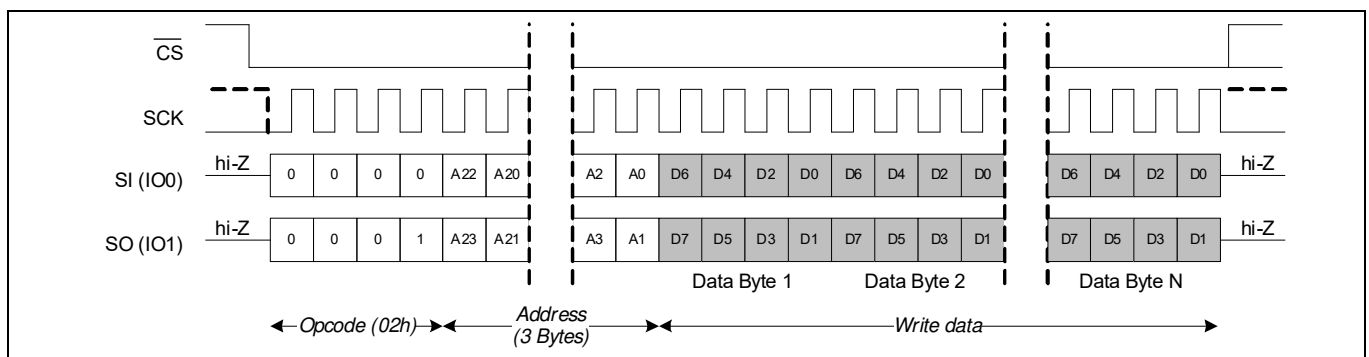 CS
SCK
hi-Z
SI (IO0)
0 0 0 0 A22 A20 A2 A0 D6 D4 D2 D0 D6 D4 D2 D0 D6 D4 D2 D0
hi-Z
hi-Z
SO (IO1)
0 0 0 1 A23 A21 A3 A1 D7 D5 D3 D1 D7 D5 D3 D1 D7 D5 D3 D1
hi-Z
Data Byte 1 Data Byte 2 Data Byte N
Opcode (02h)
Address
(3 Bytes)
Write data